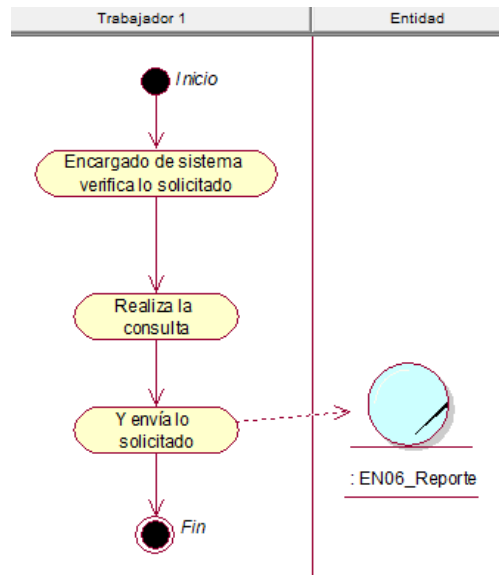 Trabajador 1
Entidad
Inicio
Encargado de sistema
verifica lo solicitado
Realiza la
consulta
Y envía lo
solicitado
: EN06_Reporte
Fin